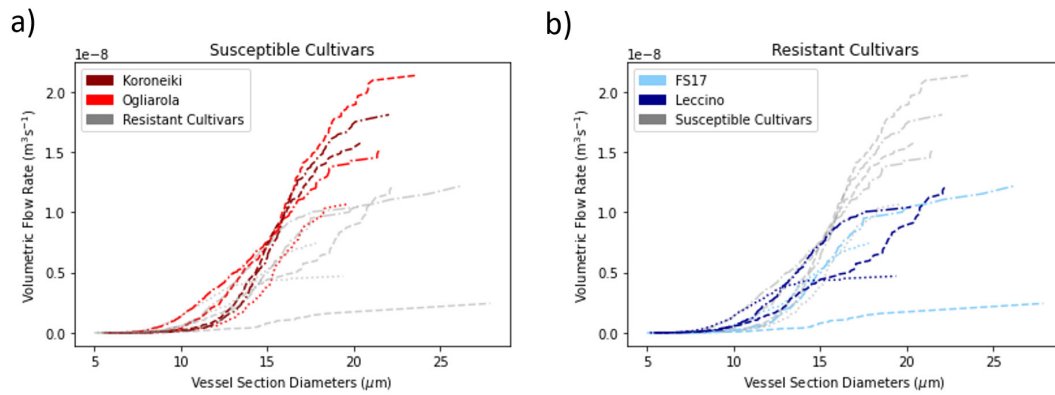 a)
Susceptible Cultivars
1e−8
Koroneiki
Ogliarola
Resistant Cultivars
2.0
1.5
1.0
0.5
0.0
Volumetric Flow Rate (m³s⁻¹)
5 10 15 20 25
Vessel Section Diameters (μm)
b)
Resistant Cultivars
1e−8
FS17
Leccino
Susceptible Cultivars
2.0
1.5
1.0
0.5
0.0
Volumetric Flow Rate (m³s⁻¹)
5 10 15 20 25
Vessel Section Diameters (μm)